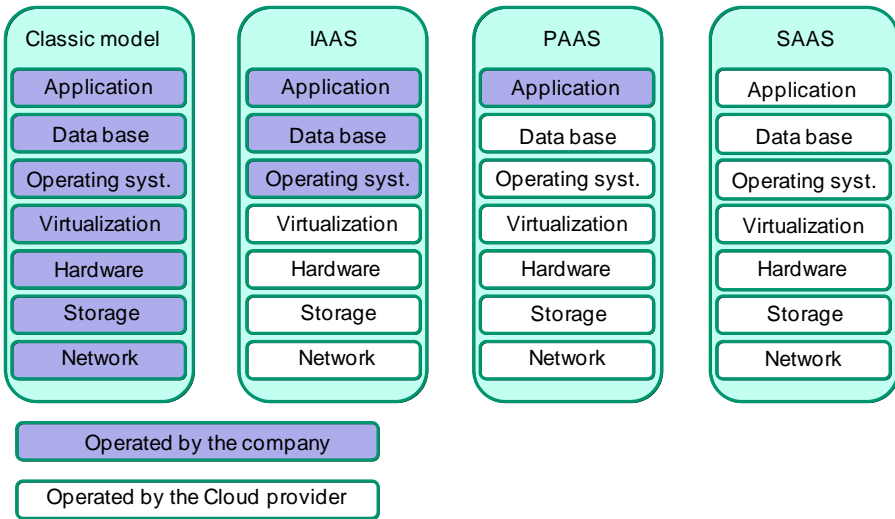 Classic model
Application
Data base
Operating syst.
Virtualization
Hardware
Storage
Network
IAAS
Application
Data base
Operating syst.
Virtualization
Hardware
Storage
Network
PAAS
Application
Data base
Operating syst.
Virtualization
Hardware
Storage
Network
SAAS
Application
Data base
Operating syst.
Virtualization
Hardware
Storage
Network
Operated by the company
Operated by the Cloud provider